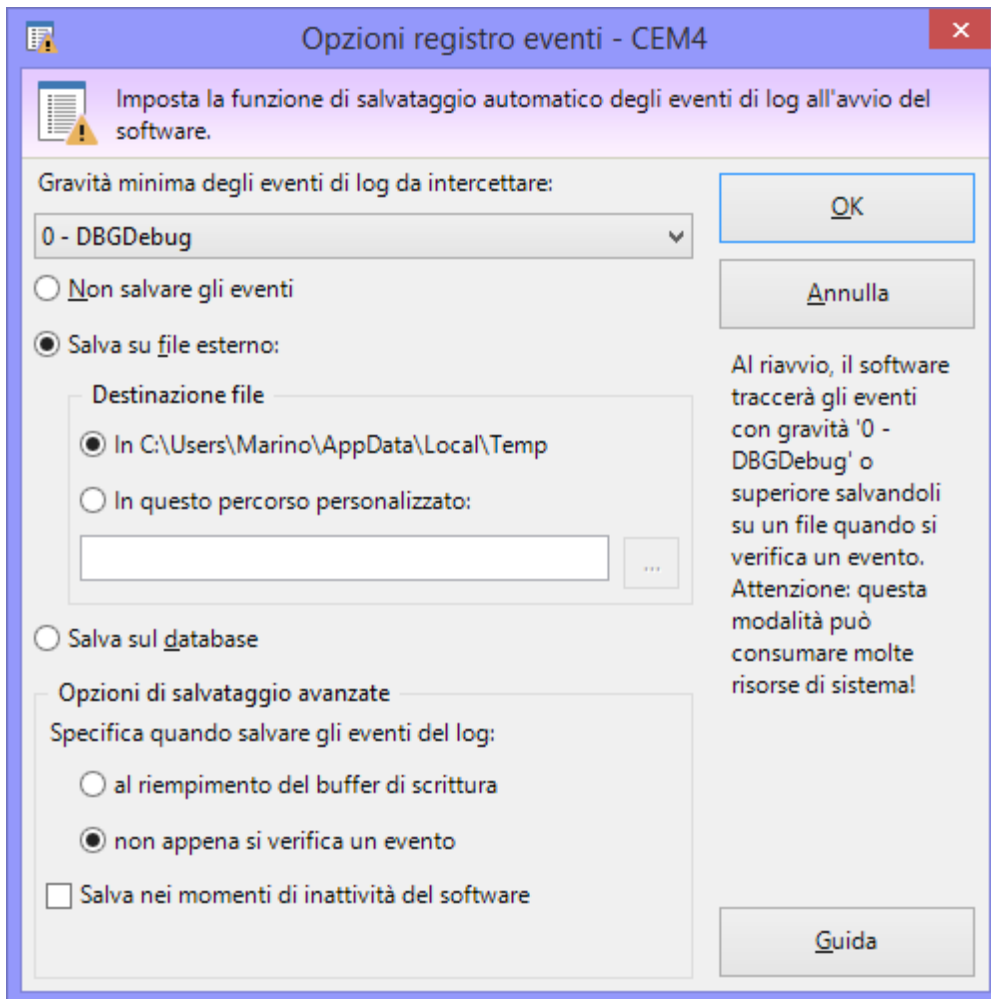 Opzioni registro eventi - CEM4
Imposta la funzione di salvataggio automatico degli eventi di log all'avvio del
software.
Gravità minima degli eventi di log da intercettare:
0 - DBGDebug
Non salvare gli eventi
Salva su file esterno:
Destinazione file
In C:\Users\Marino\AppData\Local\Temp
In questo percorso personalizzato:
...
Salva sul database
Opzioni di salvataggio avanzate
Specifica quando salvare gli eventi del log:
al riempimento del buffer di scrittura
non appena si verifica un evento
Salva nei momenti di inattività del software
OK
Annulla
Al riavvio, il software
traccerà gli eventi
con gravità '0 -
DBGDebug' o
superiore salvandoli
su un file quando si
verifica un evento.
Attenzione: questa
modalità può
consumare molte
risorse di sistema!
Guida